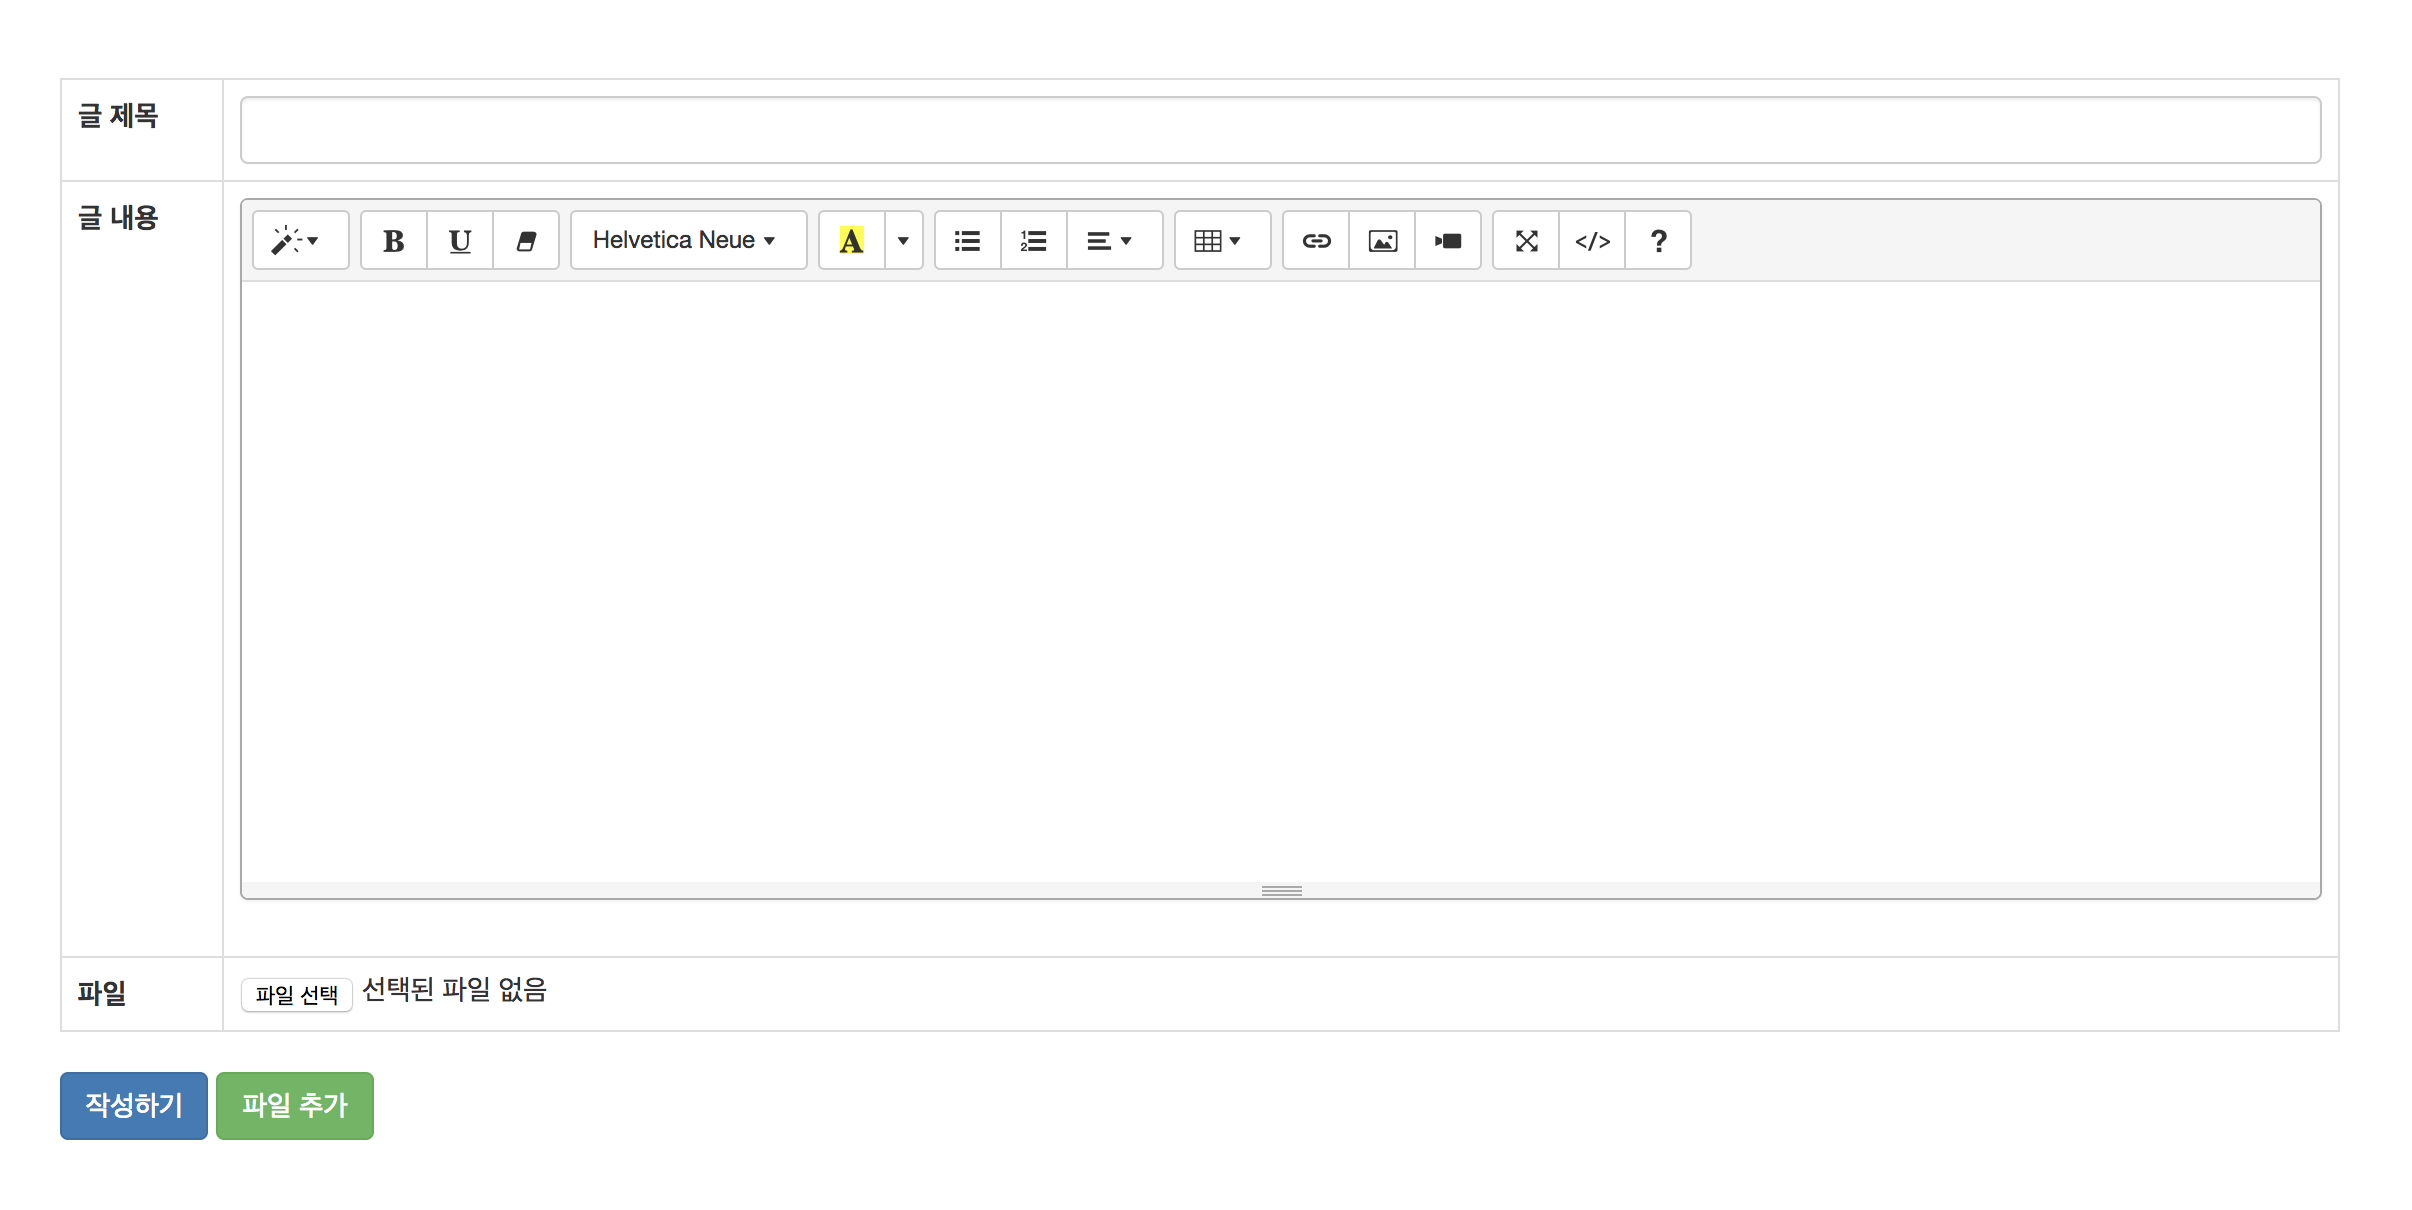 글 제목
글 내용
B U Helvetica Neue A </> ?
파일
파일 선택 선택된 파일 없음
작성하기 파일 추가